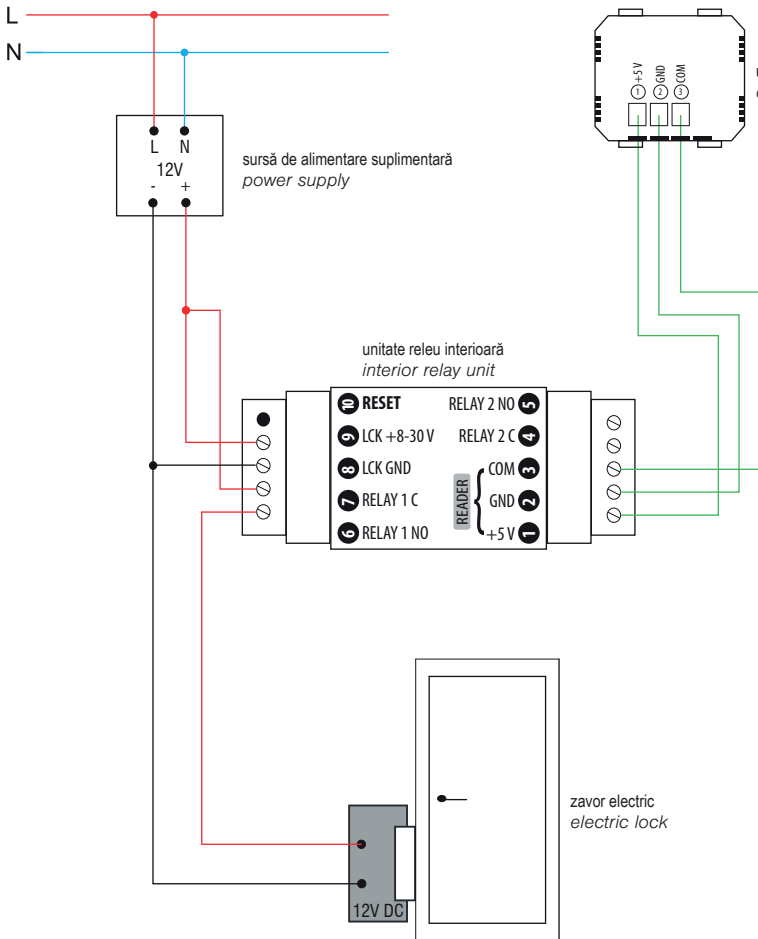 L
N
+5 V
GND
COM
1
2
3
L N
12V
- +
sursă de alimentare suplimentară
power supply
unitate releu interioară
interior relay unit
10 RESET
RELAY 2 NO 5
9 LCK +8-30 V
RELAY 2 C 4
8 LCK GND
COM 3
7 RELAY 1 C
GND 2
6 RELAY 1 NO
+5 V 1
READER
zavor electric
electric lock
12V DC